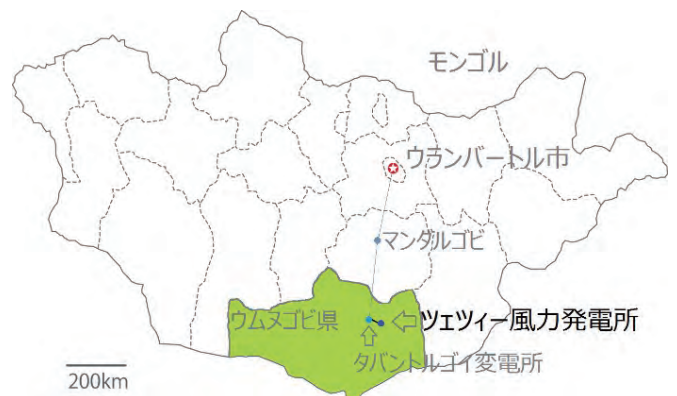 モンゴル
ウランバートル市
マンダルゴビ
ウムヌゴビ県
ツェツィー風力発電所
タバントルゴイ変電所
200km